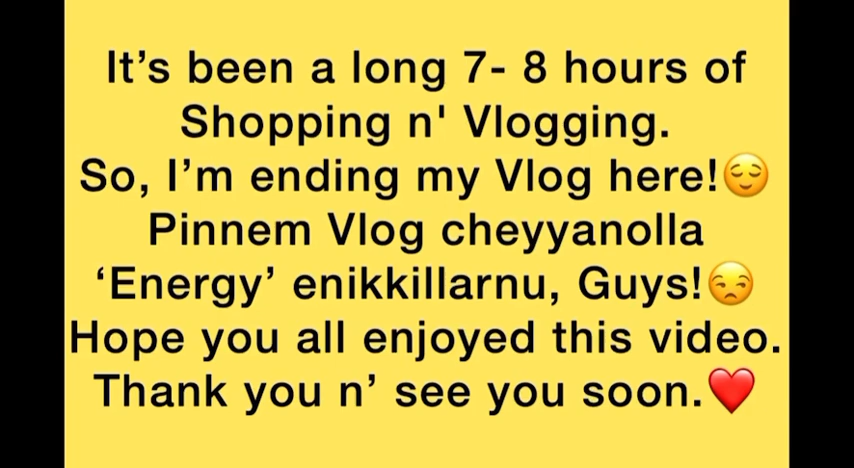 It’s been a long 7- 8 hours of
Shopping n' Vlogging.
So, I’m ending my Vlog here!😌
Pinnem Vlog cheyyanolla
‘Energy’ enikkillarnu, Guys!😒
Hope you all enjoyed this video.
Thank you n’ see you soon.❤️